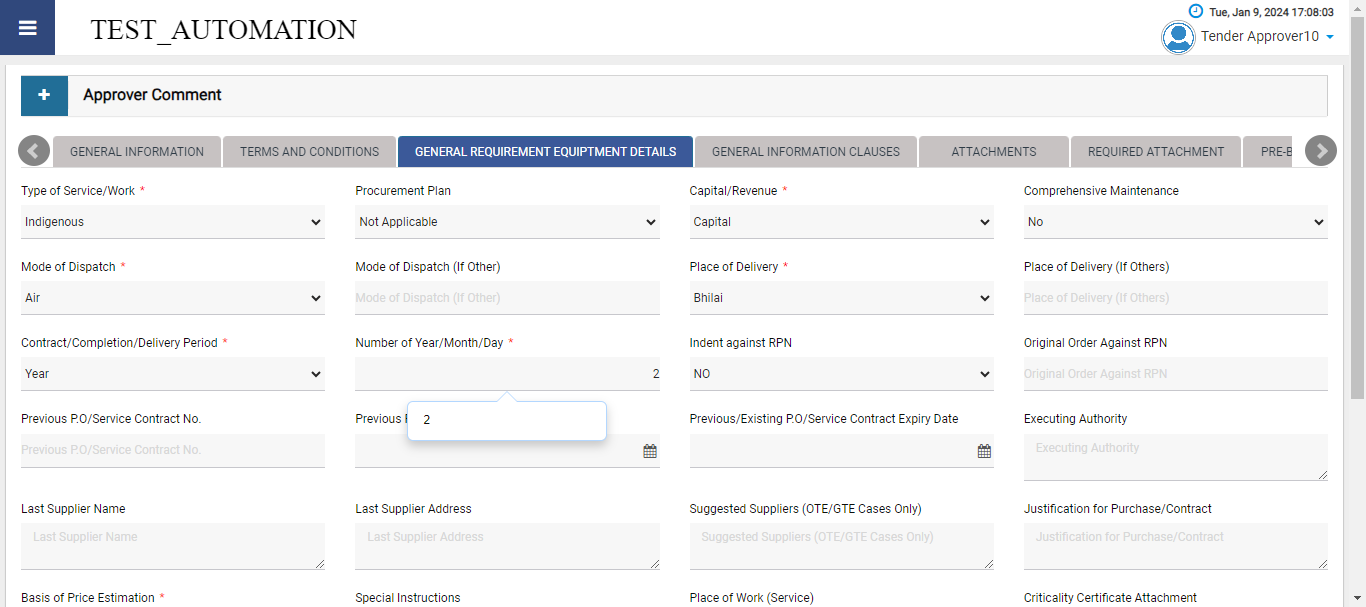 TEST_AUTOMATION
Tue, Jan 9, 2024 17:08:03
Tender Approver10
+ Approver Comment
GENERAL INFORMATION TERMS AND CONDITIONS GENERAL REQUIREMENT EQUIPTMENT DETAILS GENERAL INFORMATION CLAUSES ATTACHMENTS REQUIRED ATTACHMENT PRE-B
Type of Service/Work * Procurement Plan Capital/Revenue * Comprehensive Maintenance
Indigenous Not Applicable Capital No
Mode of Dispatch * Mode of Dispatch (If Other) Place of Delivery * Place of Delivery (If Others)
Air Mode of Dispatch (If Other) Bhilai Place of Delivery (If Others)
Contract/Completion/Delivery Period * Number of Year/Month/Day * Indent against RPN Original Order Against RPN
Year 2 NO Original Order Against RPN
Previous P.O/Service Contract No. Previous 2 Previous/Existing P.O/Service Contract Expiry Date Executing Authority
Previous P.O/Service Contract No. Executing Authority
Last Supplier Name Last Supplier Address Suggested Suppliers (OTE/GTE Cases Only) Justification for Purchase/Contract
Last Supplier Name Last Supplier Address Suggested Suppliers (OTE/GTE Cases Only) Justification for Purchase/Contract
Basis of Price Estimation * Special Instructions Place of Work (Service) Criticality Certificate Attachment